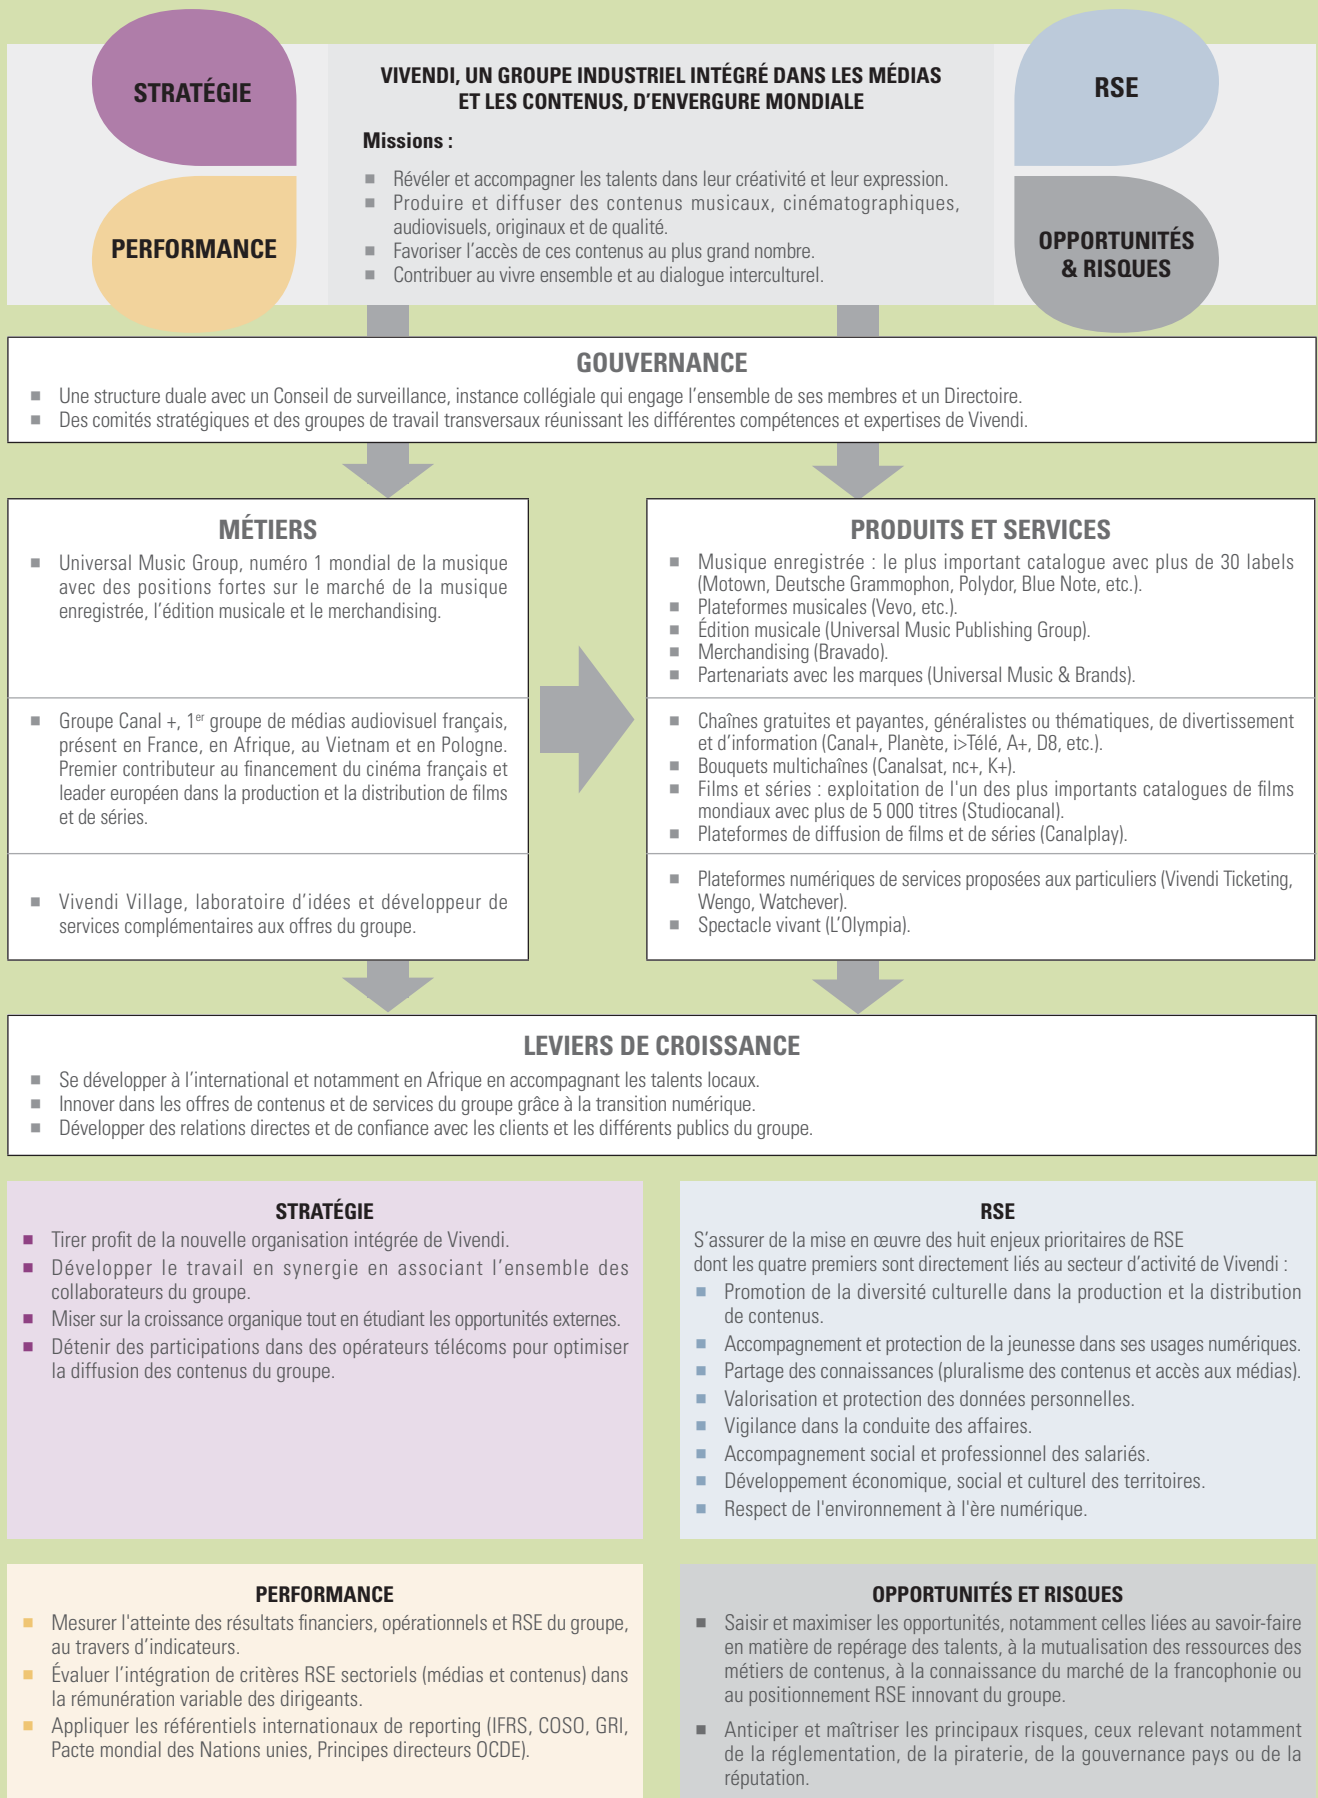 STRATÉGIE
PERFORMANCE
VIVENDI, UN GROUPE INDUSTRIEL INTÉGRÉ DANS LES MÉDIAS
ET LES CONTENUS, D'ENVERGURE MONDIALE
Missions :
■ Révéler et accompagner les talents dans leur créativité et leur expression.
■ Produire et diffuser des contenus musicaux, cinématographiques,
audiovisuels, originaux et de qualité.
■ Favoriser l'accès de ces contenus au plus grand nombre.
■ Contribuer au vivre ensemble et au dialogue interculturel.
RSE
OPPORTUNITÉS
& RISQUES
GOUVERNANCE
■ Une structure duale avec un Conseil de surveillance, instance collégiale qui engage l'ensemble de ses membres et un Directoire.
■ Des comités stratégiques et des groupes de travail transversaux réunissant les différentes compétences et expertises de Vivendi.
MÉTIERS
■ Universal Music Group, numéro 1 mondial de la musique
avec des positions fortes sur le marché de la musique
enregistrée, l'édition musicale et le merchandising.
■ Groupe Canal +, 1er groupe de médias audiovisuel français,
présent en France, en Afrique, au Vietnam et en Pologne.
Premier contributeur au financement du cinéma français et
leader européen dans la production et la distribution de films
et de séries.
■ Vivendi Village, laboratoire d'idées et développeur de
services complémentaires aux offres du groupe.
PRODUITS ET SERVICES
■ Musique enregistrée : le plus important catalogue avec plus de 30 labels
(Motown, Deutsche Grammophon, Polydor, Blue Note, etc.).
■ Plateformes musicales (Vevo, etc.).
■ Édition musicale (Universal Music Publishing Group).
■ Merchandising (Bravado).
■ Partenariats avec les marques (Universal Music & Brands).
■ Chaînes gratuites et payantes, généralistes ou thématiques, de divertissement
et d'information (Canal+, Planète, i>Télé, A+, D8, etc.).
■ Bouquets multichaînes (Canalsat, nc+, K+).
■ Films et séries : exploitation de l'un des plus importants catalogues de films
mondiaux avec plus de 5 000 titres (Studiocanal).
■ Plateformes de diffusion de films et de séries (Canalplay).
■ Plateformes numériques de services proposées aux particuliers (Vivendi Ticketing,
Wengo, Watchever).
■ Spectacle vivant (L'Olympia).
LEVIERS DE CROISSANCE
■ Se développer à l'international et notamment en Afrique en accompagnant les talents locaux.
■ Innover dans les offres de contenus et de services du groupe grâce à la transition numérique.
■ Développer des relations directes et de confiance avec les clients et les différents publics du groupe.
STRATÉGIE
■ Tirer profit de la nouvelle organisation intégrée de Vivendi.
■ Développer le travail en synergie en associant l'ensemble des
collaborateurs du groupe.
■ Miser sur la croissance organique tout en étudiant les opportunités externes.
■ Détenir des participations dans des opérateurs télécoms pour optimiser
la diffusion des contenus du groupe.
RSE
S'assurer de la mise en œuvre des huit enjeux prioritaires de RSE
dont les quatre premiers sont directement liés au secteur d'activité de Vivendi :
■ Promotion de la diversité culturelle dans la production et la distribution
de contenus.
■ Accompagnement et protection de la jeunesse dans ses usages numériques.
■ Partage des connaissances (pluralisme des contenus et accès aux médias).
■ Valorisation et protection des données personnelles.
■ Vigilance dans la conduite des affaires.
■ Accompagnement social et professionnel des salariés.
■ Développement économique, social et culturel des territoires.
■ Respect de l'environnement à l'ère numérique.
PERFORMANCE
■ Mesurer l'atteinte des résultats financiers, opérationnels et RSE du groupe,
au travers d'indicateurs.
■ Évaluer l'intégration de critères RSE sectoriels (médias et contenus) dans
la rémunération variable des dirigeants.
■ Appliquer les référentiels internationaux de reporting (IFRS, COSO, GRI,
Pacte mondial des Nations unies, Principes directeurs OCDE).
OPPORTUNITÉS ET RISQUES
■ Saisir et maximiser les opportunités, notamment celles liées au savoir-faire
en matière de repérage des talents, à la mutualisation des ressources des
métiers de contenus, à la connaissance du marché de la francophonie ou
au positionnement RSE innovant du groupe.
■ Anticiper et maîtriser les principaux risques, ceux relevant notamment
de la réglementation, de la piraterie, de la gouvernance pays ou de la
réputation.